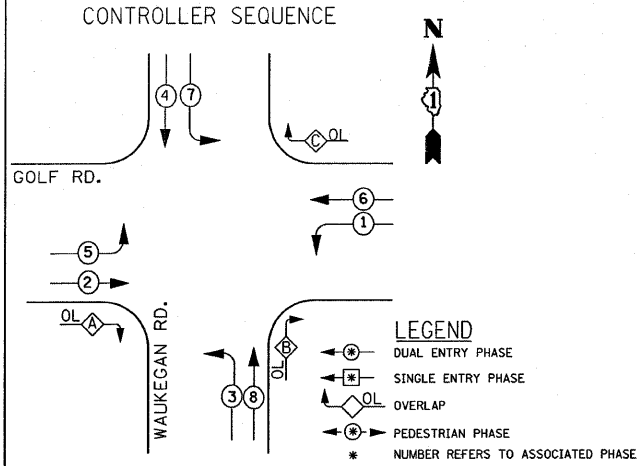 CONTROLLER SEQUENCE
N
1
4 7
C OL
GOLF RD.
6
1
5
2
OL A
WAUKEGAN RD.
3 8
B OL
LEGEND
* DUAL ENTRY PHASE
* SINGLE ENTRY PHASE
OL OVERLAP
* PEDESTRIAN PHASE
* NUMBER REFERS TO ASSOCIATED PHASE